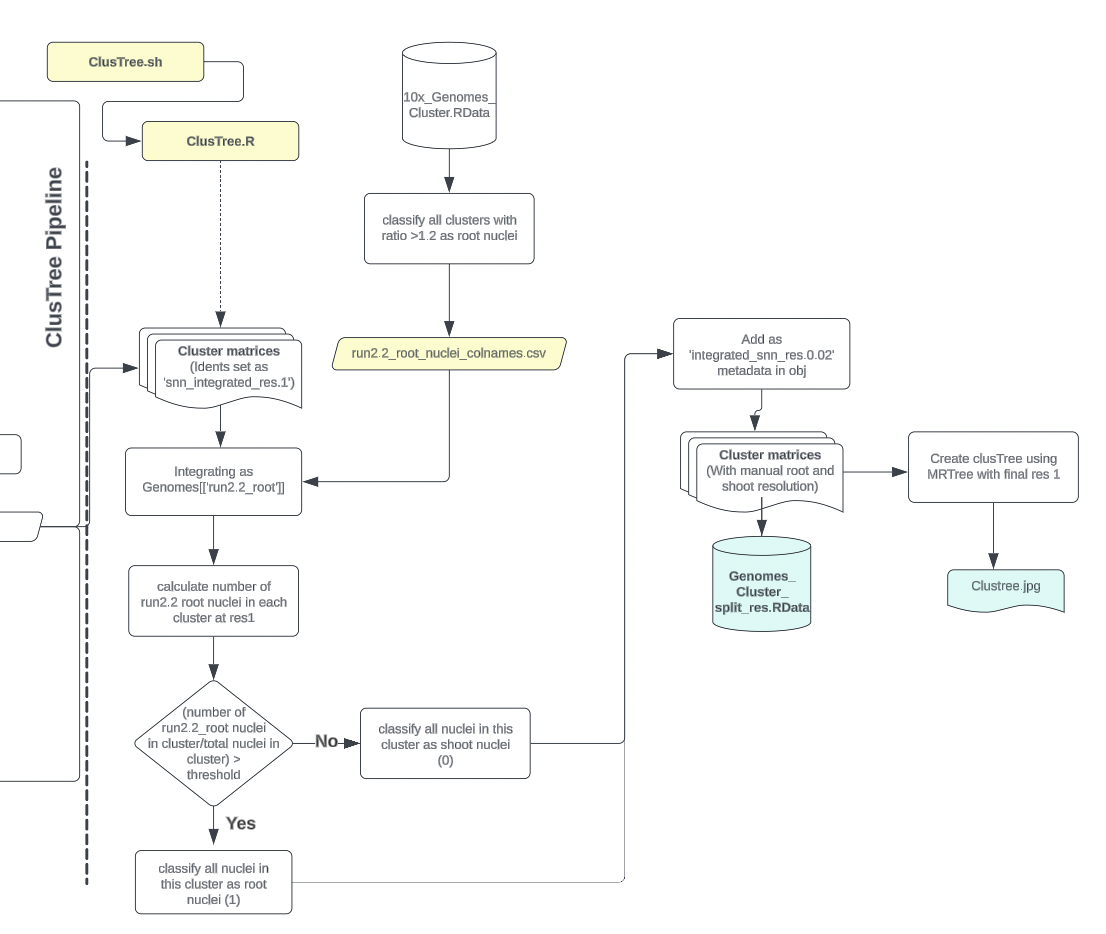 ClusTree.sh
ClusTree.R
ClusTree Pipeline
10x_Genomes_
Cluster.RData
classify all clusters with
ratio >1.2 as root nuclei
run2.2_root_nuclei_colnames.csv
Cluster matrices
(Idents set as
'snn_integrated_res.1')
Integrating as
Genomes[['run2.2_root']]
calculate number of
run2.2 root nuclei in each
cluster at res1
(number of
run2.2_root nuclei
in cluster/total nuclei in
cluster) >
threshold
No
classify all nuclei in this
cluster as shoot nuclei
(0)
Yes
classify all nuclei in
this cluster as root
nuclei (1)
Add as
'integrated_snn_res.0.02'
metadata in obj
Cluster matrices
(With manual root and
shoot resolution)
Genomes_
Cluster_
split_res.RData
Create clusTree using
MRTree with final res 1
Clustree.jpg